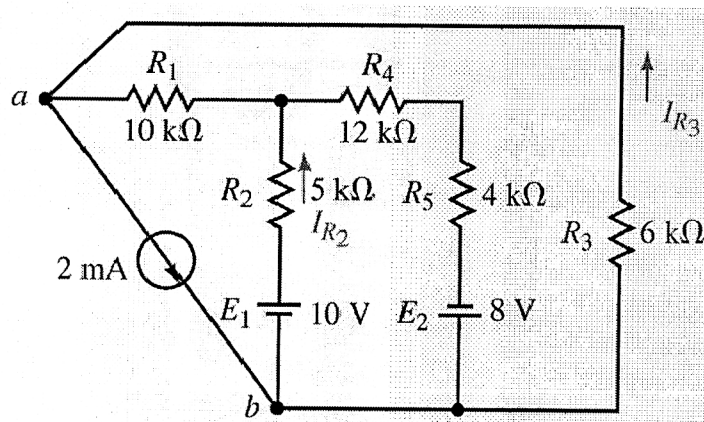 R1 R4
a
10 kΩ 12 kΩ
IR3
R2 5 kΩ R5 4 kΩ
IR2
R3 6 kΩ
2 mA
E1 10 V E2 8 V
b